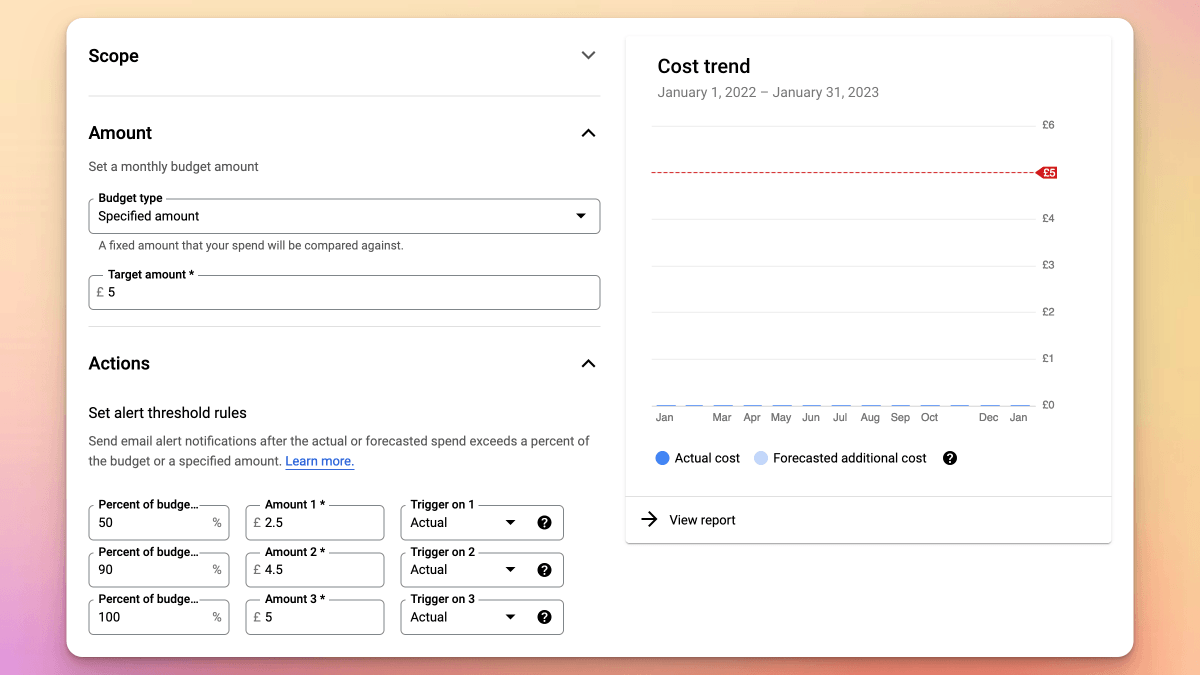 Scope
Amount
Set a monthly budget amount
Budget type
Specified amount
A fixed amount that your spend will be compared against.
Target amount *
£ 5
Actions
Set alert threshold rules
Send email alert notifications after the actual or forecasted spend exceeds a percent of
the budget or a specified amount. Learn more.
Percent of budge... Amount 1 * Trigger on 1
50 % £ 2.5 Actual
Percent of budge... Amount 2 * Trigger on 2
90 % £ 4.5 Actual
Percent of budge... Amount 3 * Trigger on 3
100 % £ 5 Actual
Cost trend
January 1, 2022 – January 31, 2023
£6
£5
£4
£3
£2
£1
£0
Jan Mar Apr May Jun Jul Aug Sep Oct Dec Jan
Actual cost Forecasted additional cost ?
View report